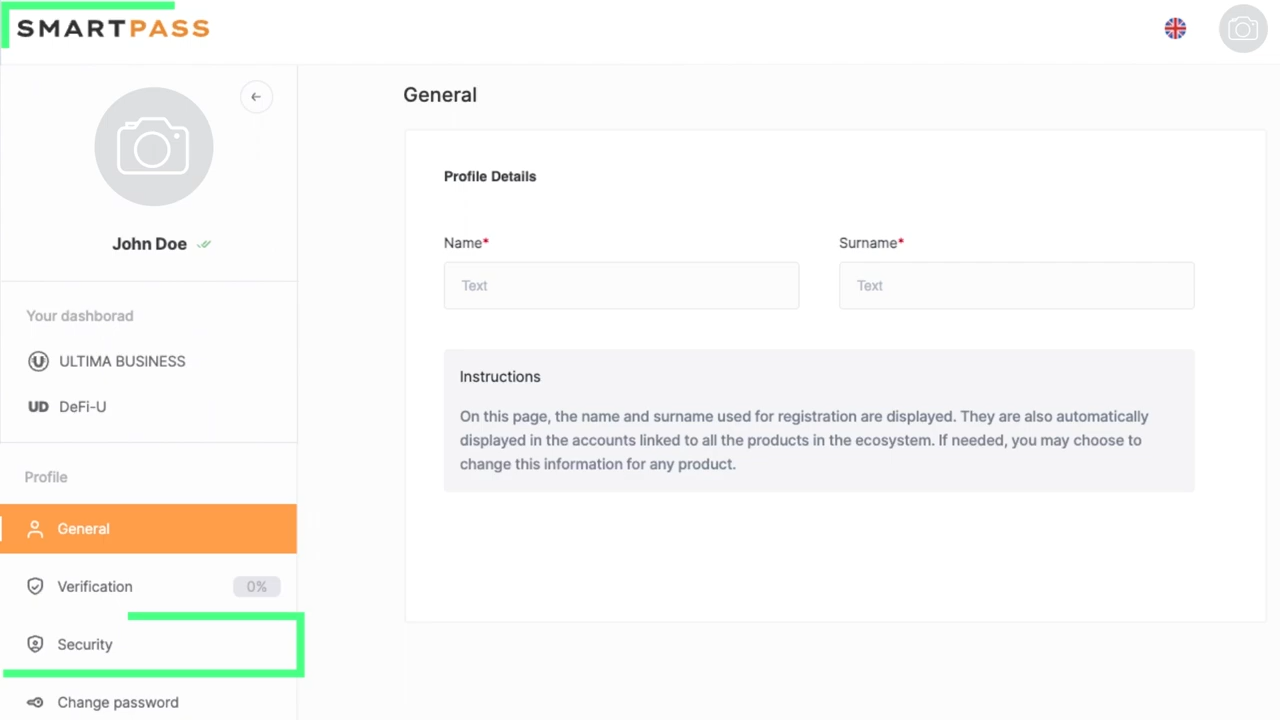 SMARTPASS
John Doe
Your dashborad
ULTIMA BUSINESS
UD DeFi-U
Profile
General
Verification 0%
Security
Change password
General
Profile Details
Name* Surname*
Text Text
Instructions
On this page, the name and surname used for registration are displayed. They are also automatically
displayed in the accounts linked to all the products in the ecosystem. If needed, you may choose to
change this information for any product.